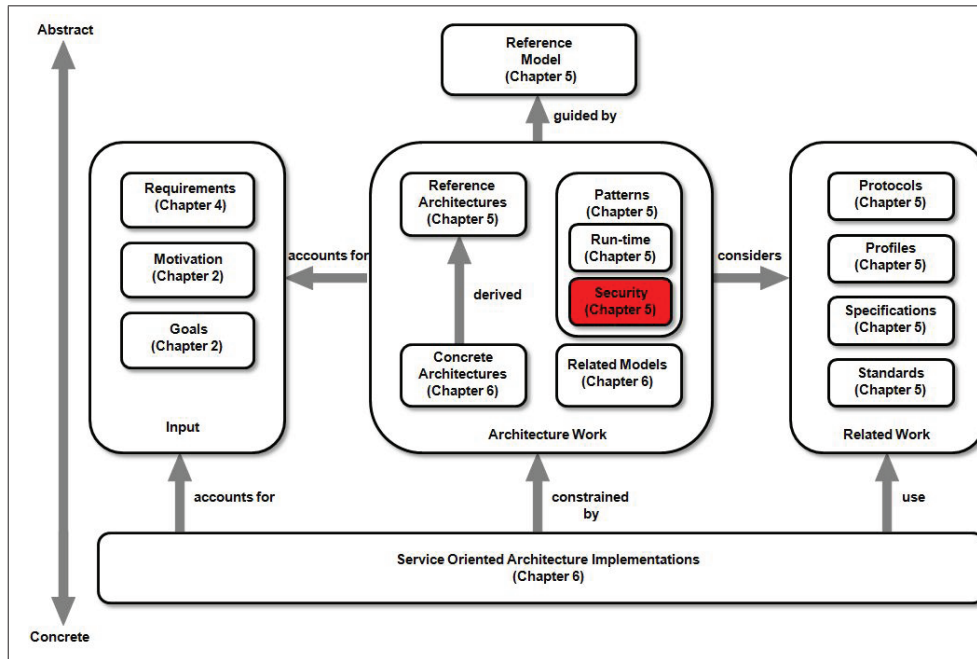 Abstract
Reference
Model
(Chapter 5)
guided by
Requirements
(Chapter 4)
Motivation
(Chapter 2)
Goals
(Chapter 2)
Input
accounts for
Reference
Architectures
(Chapter 5)
derived
Concrete
Architectures
(Chapter 6)
Patterns
(Chapter 5)
Run-time
(Chapter 5)
Security
(Chapter 5)
Related Models
(Chapter 6)
Architecture Work
considers
Protocols
(Chapter 5)
Profiles
(Chapter 5)
Specifications
(Chapter 5)
Standards
(Chapter 5)
Related Work
accounts for
constrained
by
use
Service Oriented Architecture Implementations
(Chapter 6)
Concrete